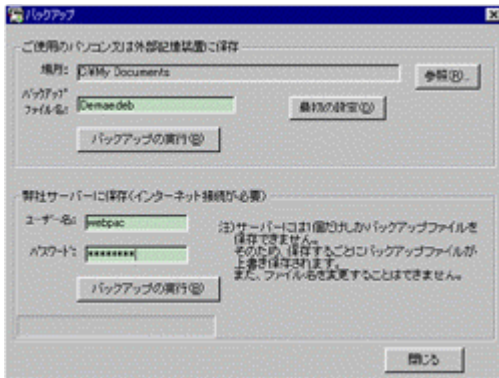 バックアップ
ご使用のパソコン又は外部記憶装置に保存
場所: D:¥My Documents
参照(R)...
バックアップ
ファイル名: Demaedeb
最初の設定(D)
バックアップの実行(B)
弊社サーバーに保存(インターネット接続が必要)
ユーザー名: webpac
パスワード: ********
注)サーバーには1個だけしかバックアップファイルを
保存できません。
そのため、保存するごとにバックアップファイルが
上書き保存されます。
また、ファイル名を変更することはできません。
バックアップの実行(B)
閉じる